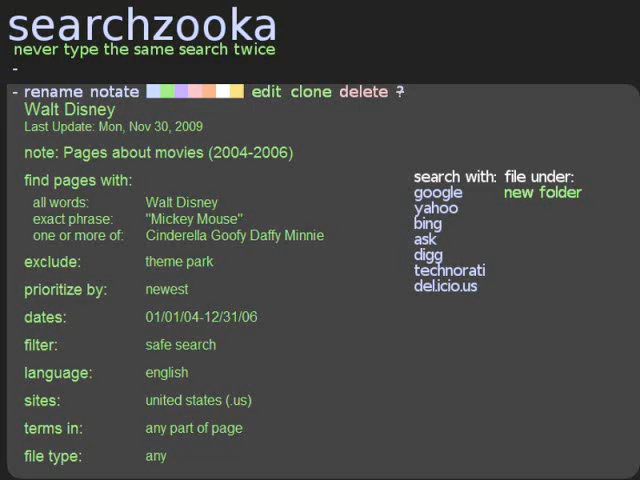 searchzooka
never type the same search twice
-
- rename notate edit clone delete ?
Walt Disney
Last Update: Mon, Nov 30, 2009
note: Pages about movies (2004-2006)
find pages with:
all words: Walt Disney
exact phrase: "Mickey Mouse"
one or more of: Cinderella Goofy Daffy Minnie
exclude: theme park
prioritize by: newest
dates: 01/01/04-12/31/06
filter: safe search
language: english
sites: united states (.us)
terms in: any part of page
file type: any
search with: file under:
google new folder
yahoo
bing
ask
digg
technorati
del.icio.us